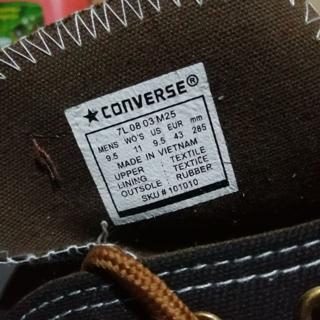 ★CONVERSE®
7L 08 03 M25
MENS WO'S US EUR mm
9.5 11 9.5 43 285
MADE IN VIETNAM
UPPER : TEXTILE
LINING : TEXTICE
OUTSOLE : RUBBER
SKU # 101010